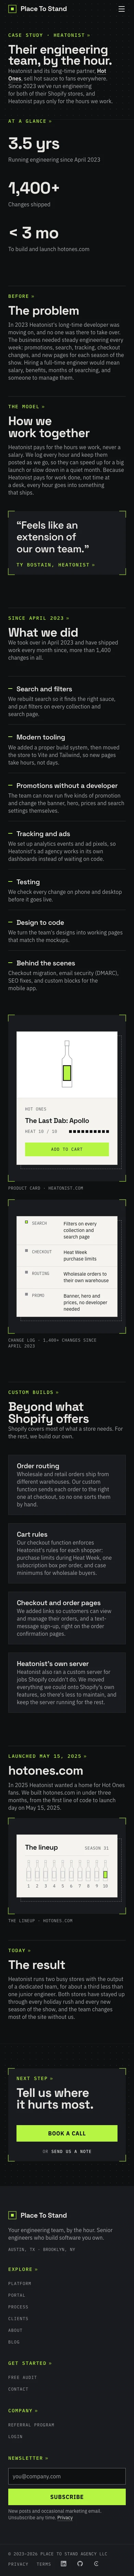 Place To Stand
CASE STUDY · HEATONIST
Their engineering
team, by the hour.
Heatonist and its long-time partner, Hot
Ones, sell hot sauce to fans everywhere.
Since 2023 we've run engineering
for both of their Shopify stores, and
Heatonist pays only for the hours we work.
AT A GLANCE
3.5 yrs
Running engineering since April 2023
1,400+
Changes shipped
< 3 mo
To build and launch hotones.com
BEFORE
The problem
In 2023 Heatonist's long-time developer was
moving on, and no one was there to take over.
The business needed steady engineering every
week: promotions, search, tracking, checkout
changes, and new pages for each season of the
show. Hiring a full-time engineer would mean
salary, benefits, months of searching, and
someone to manage them.
THE MODEL
How we
work together
Heatonist pays for the hours we work, never a
flat fee. Ty and his team know about hours
posted as we go, so they can speed up for a big
launch and slow down in a quiet month. Because
Heatonist pays for work done, not time at
a desk, every hour goes into something
that ships.
“Feels like an
extension of
our own team.”
TY BOSTAIN, HEATONIST
SINCE APRIL 2023
What we did
We took over in April 2023 and have shipped
work every month since, more than 1,400
changes in all.
Search and filters
We rebuilt search so it finds the right sauce,
and put filters on every collection and
search page.
Modern tooling
We added a proper build system, then moved
the store to Vite and Tailwind, so new pages
take hours, not days.
Promotions without a developer
The team can now run five kinds of promotion
and change the banner, hero, promos and search
settings themselves.
Tracking and ads
We set up analytics events and ad pixels, so
Heatonist's ad agency works in its own
dashboards instead of waiting on code.
Testing
We check every change on phone and desktop
before it goes live.
Design to code
We turn the team's designs into working pages
that match the mockups.
Behind the scenes
Checkout migration, email security (DMARC),
SEO fixes, and custom blocks for the
mobile app.
HOT ONES
The Last Dab: Apollo
HEAT 10 / 10
ADD TO CART
PRODUCT CARD · HEATONIST.COM
SEARCH
Filters on every
collection and
search page
CHECKOUT
Heat Week
purchase limits
ROUTING
Wholesale orders to
their own warehouse
PROMO
Banner, hero and
prices, no developer
needed
CHANGE LOG · 1,400+ CHANGES SINCE
APRIL 2023
CUSTOM BUILDS
Beyond what
Shopify offers
Shopify covers most of what a store needs. For
the rest, we build our own.
Order routing
Wholesale and retail orders ship from
different warehouses. Our custom
function sends each order to the right
one at checkout, so no one sorts them
by hand.
Cart rules
Our checkout function enforces
Heatonist's rules for each shopper:
purchase limits during Heat Week, one
subscription box per order, and case
minimums for wholesale buyers.
Checkout and order pages
We added links so customers can view
and manage their orders, and a text-
message sign-up, right on the order
confirmation pages.
Heatonist's own server
Heatonist also ran a custom server for
jobs Shopify couldn't do. We moved
everything we could onto Shopify's own
features, so there's less to maintain, and
keep the server running for the rest.
LAUNCHED MAY 15, 2025
hotones.com
In 2025 Heatonist wanted a home for Hot Ones
fans. We built hotones.com in under three
months, from the first line of code to launch
day on May 15, 2025.
The lineup
SEASON 31
1 2 3 4 5 6 7 8 9 10
THE LINEUP · HOTONES.COM
TODAY
The result
Heatonist now runs two busy stores with the output
of a dedicated team, for about a third less than
one junior engineer. Both stores have stayed up
through every holiday rush and every new
season of the show, and the team changes
most of the site without us.
NEXT STEP
Tell us where
it hurts most.
BOOK A CALL
OR SEND US A NOTE
Place To Stand
Your engineering team, by the hour. Senior
engineers who build software you own.
AUSTIN, TX · BROOKLYN, NY
EXPLORE
PLATFORM
PORTAL
PROCESS
CLIENTS
ABOUT
BLOG
GET STARTED
FREE AUDIT
CONTACT
COMPANY
REFERRAL PROGRAM
LOGIN
NEWSLETTER
you@company.com
SUBSCRIBE
New posts and occasional marketing email.
Unsubscribe any time. Privacy
© 2023–2026 PLACE TO STAND AGENCY LLC
PRIVACY TERMS